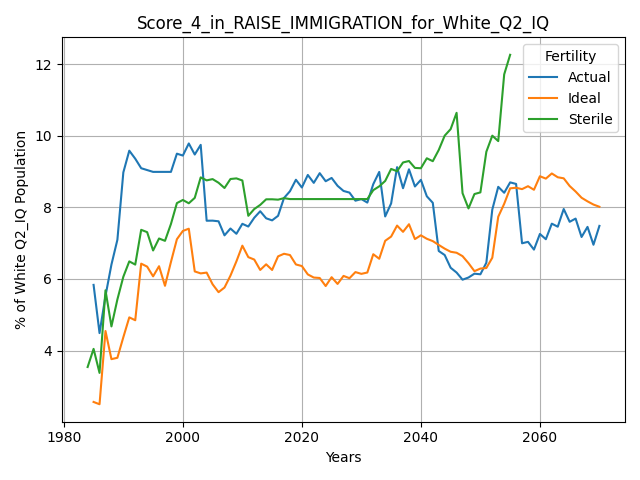 Score_4_in_RAISE_IMMIGRATION_for_White_Q2_IQ
% of White Q2_IQ Population
12
10
8
6
4
Fertility
Actual
Ideal
Sterile
1980 2000 2020 2040 2060
Years